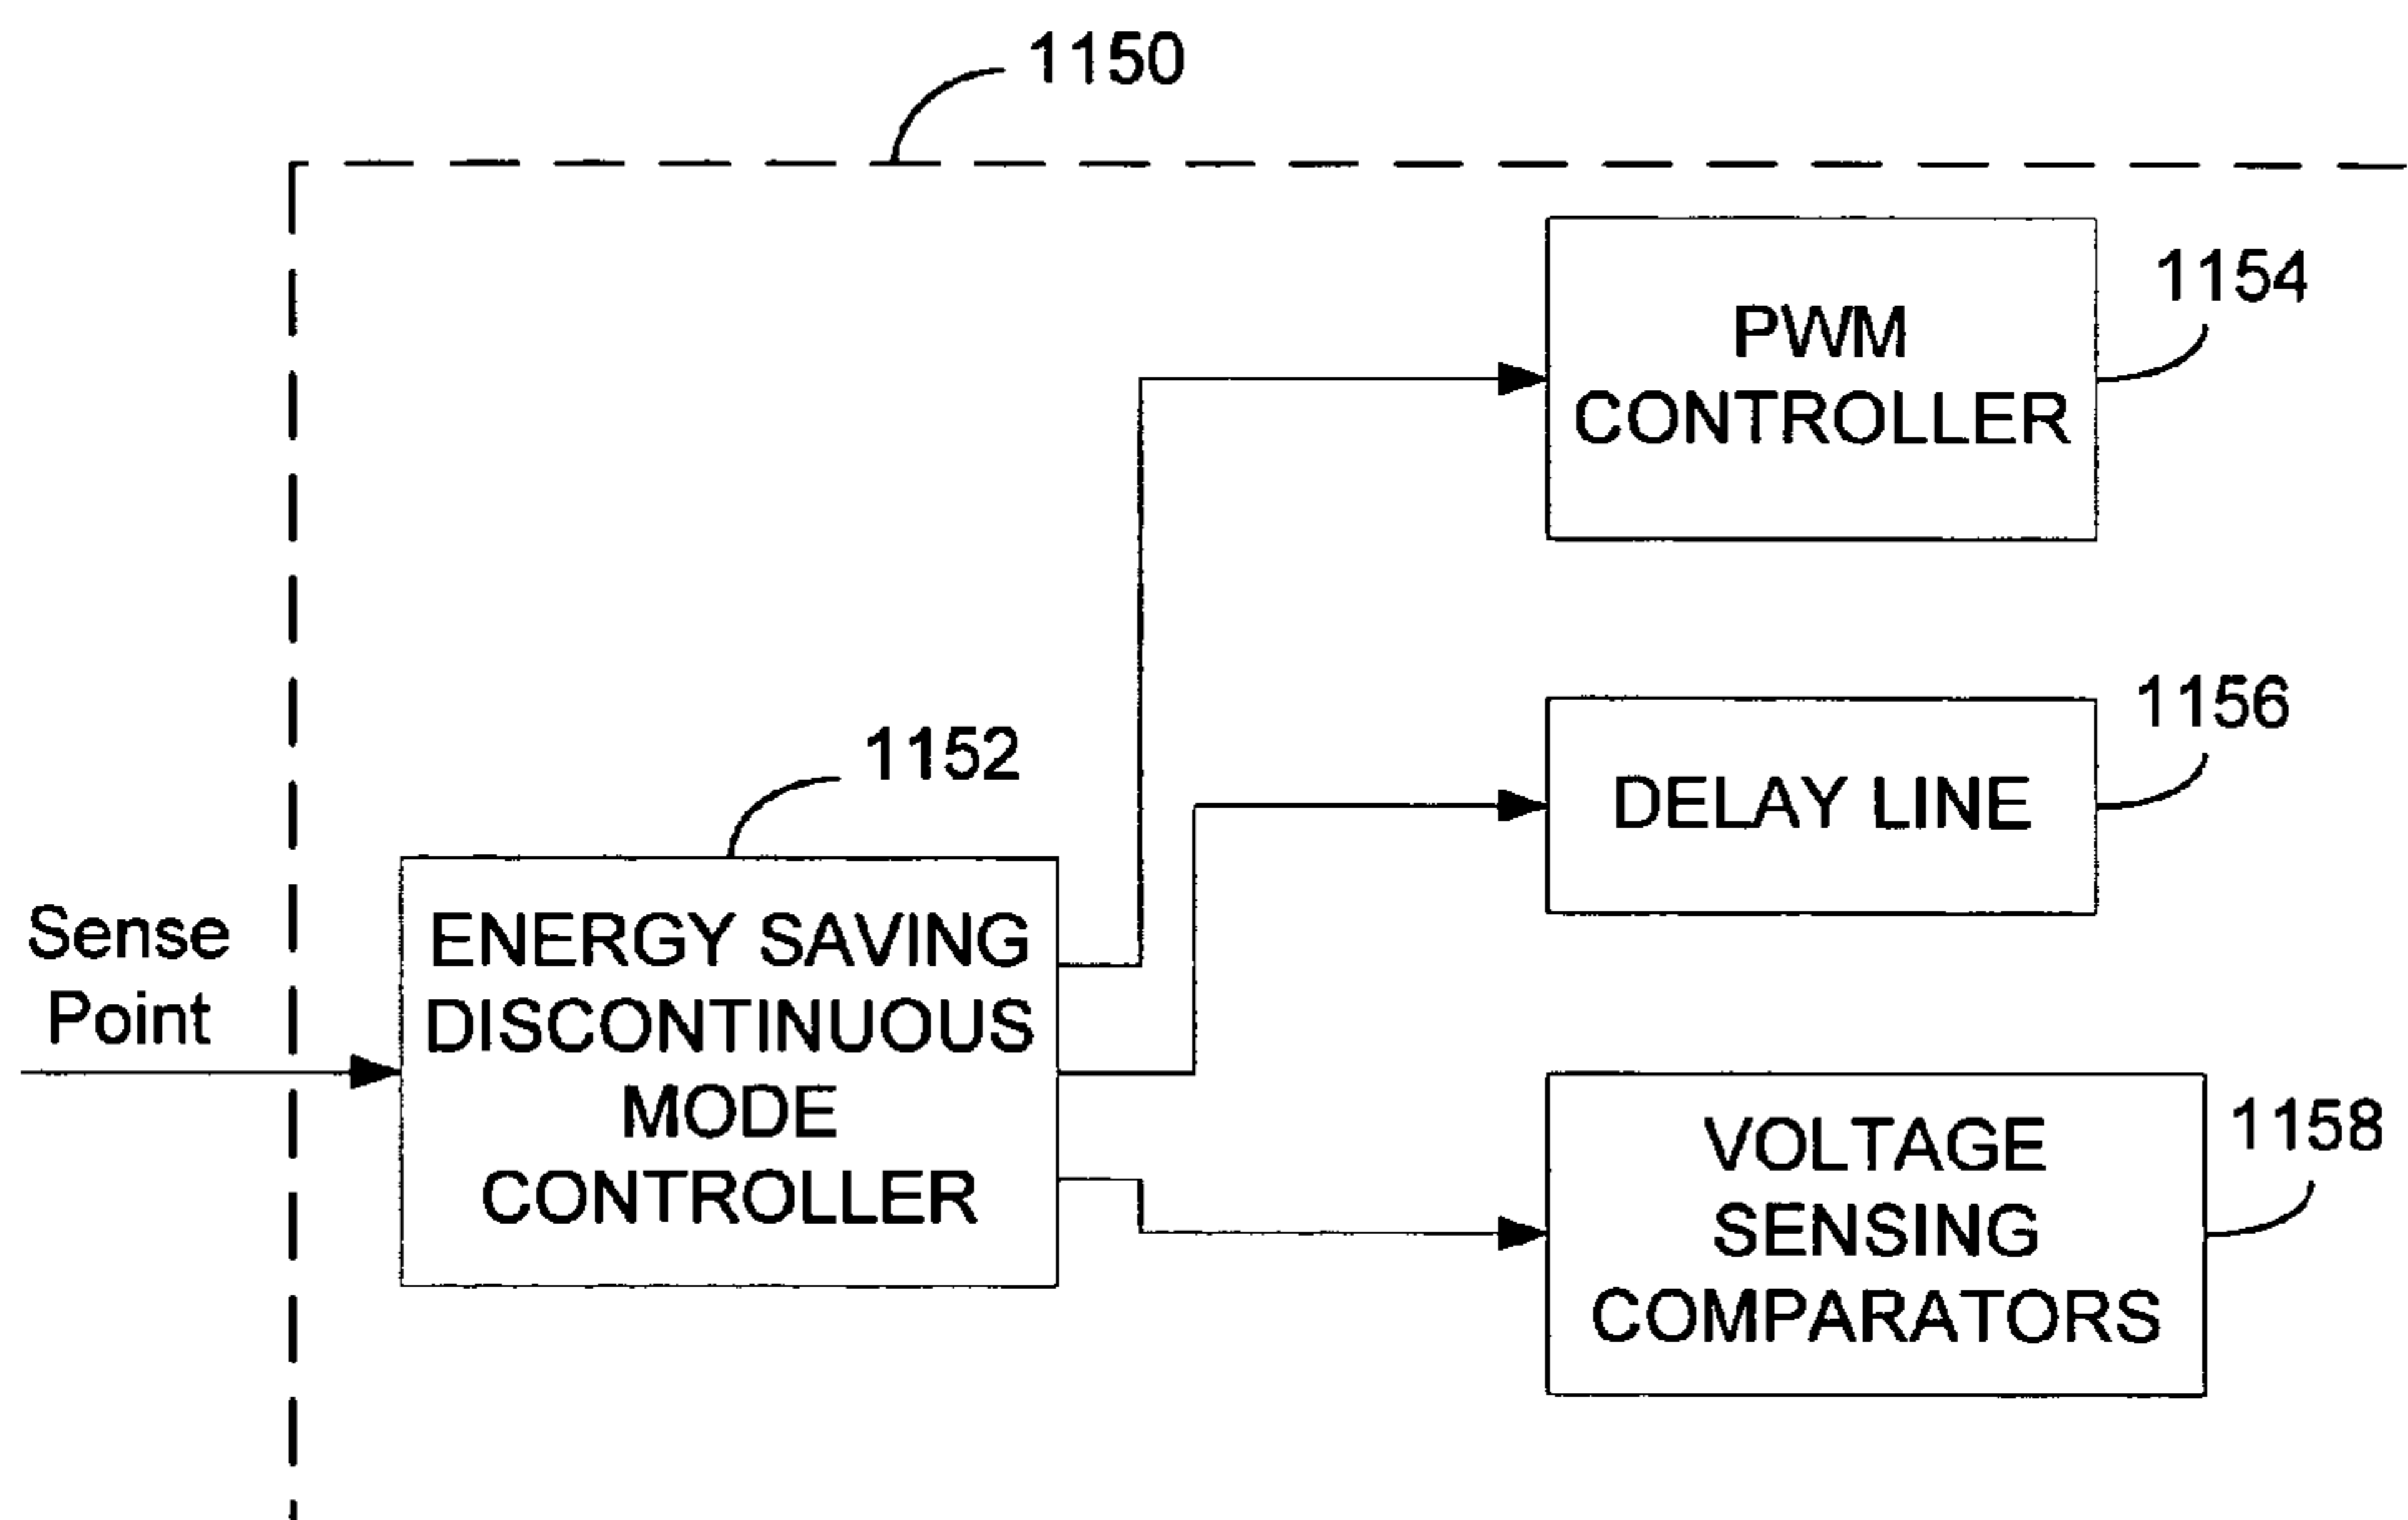 1150
PWM
CONTROLLER
1154
DELAY LINE
1156
1152
Sense
Point
ENERGY SAVING
DISCONTINUOUS
MODE
CONTROLLER
VOLTAGE
SENSING
COMPARATORS
1158